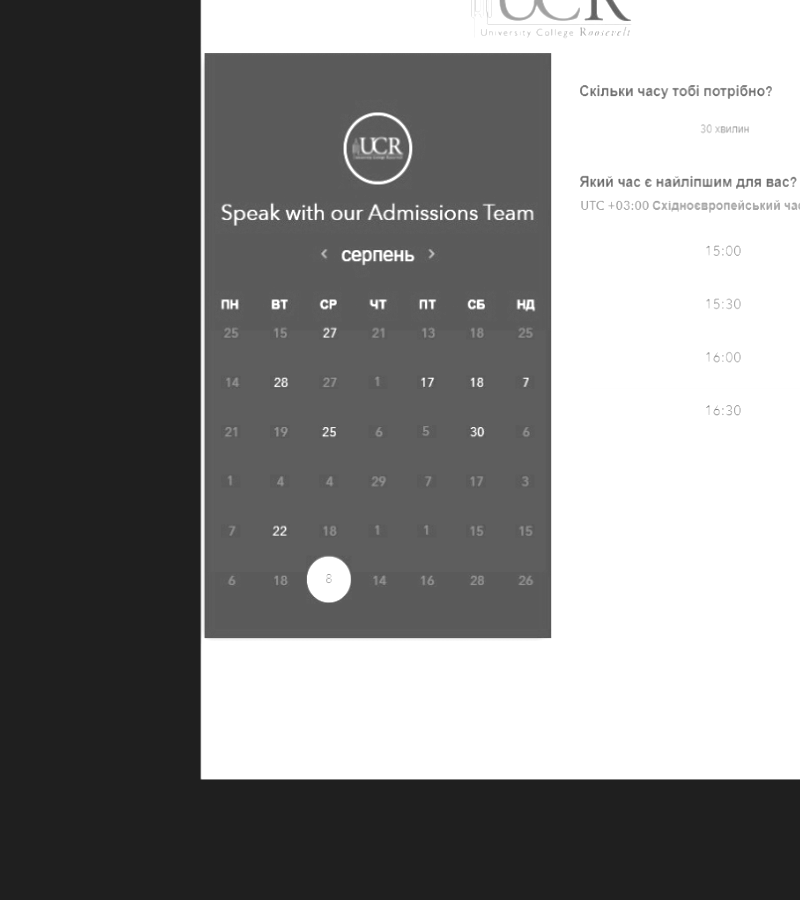 UCR
University College Roosevelt
UCR
Speak with our Admissions Team
‹ серпень ›
ПН ВТ СР ЧТ ПТ СБ НД
25 15 27 21 13 18 25
14 28 27 1 17 18 7
21 19 25 6 5 30 6
1 4 4 29 7 17 3
7 22 18 1 1 15 15
6 18 8 14 16 28 26
Скільки часу тобі потрібно?
30 хвилин
Який час є найліпшим для вас?
UTC +03:00 Східноєвропейський
15:00
15:30
16:00
16:30